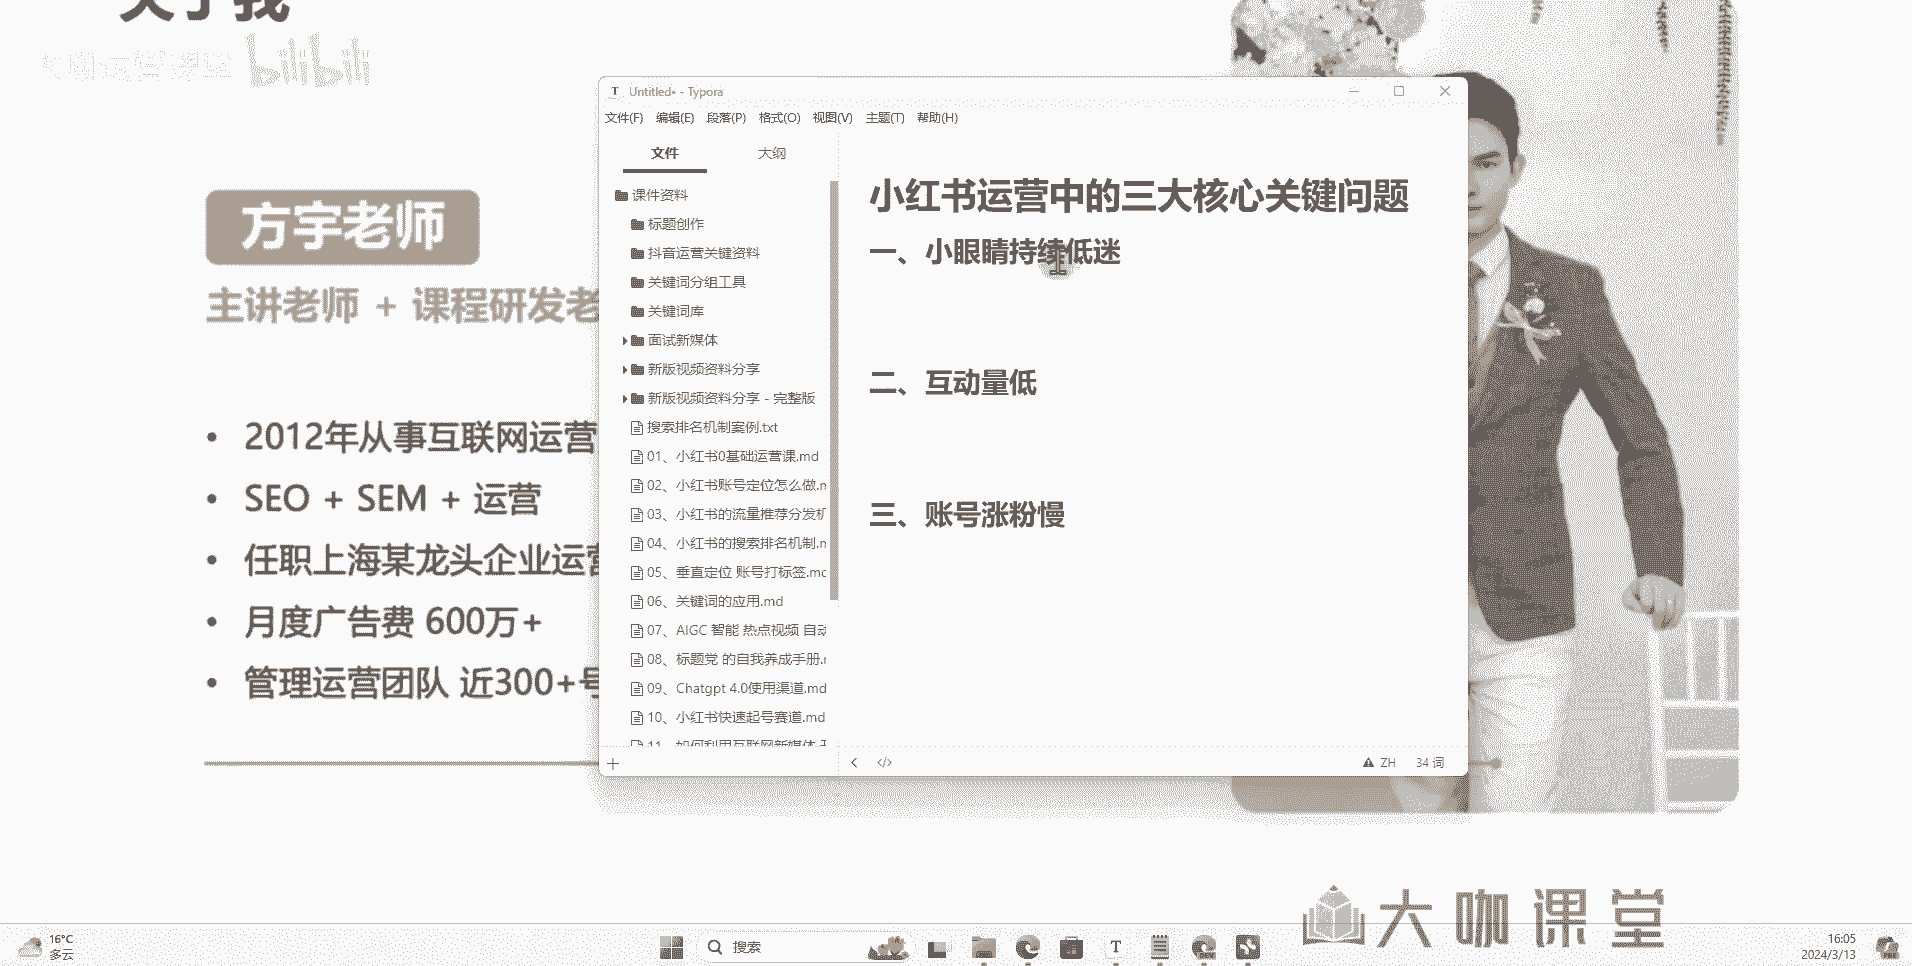 关于我
bilibili
方宇老师
主讲老师 + 课程研发老
2012年从事互联网运营
SEO + SEM + 运营
任职上海某龙头企业运营
月度广告费 600万+
管理运营团队 近300+号
Untitled• - Typora
文件(F) 编辑(E) 段落(P) 格式(O) 视图(V) 主题(T) 帮助(H)
文件 大纲
课件资料
标题创作
抖音运营关键资料
关键词分组工具
关键词库
面试新媒体
新版视频资料分享
新版视频资料分享 - 完整版
搜索排名机制案例.txt
01、小红书0基础运营课.md
02、小红书账号定位怎么做.m
03、小红书的流量推荐分发机
04、小红书的搜索排名机制.m
05、垂直定位 账号打标签.md
06、关键词的应用.md
07、AIGC 智能 热点视频 自动
08、标题党 的自我养成手册.m
09、Chatgpt 4.0使用渠道.md
10、小红书快速起号赛道.md
11、如何利用互联网新媒体
小红书运营中的三大核心关键问题
一、小眼睛持续低迷
二、互动量低
三、账号涨粉慢
ZH 34 词
大咖课堂
16°C
多云
搜索
16:05
2024/3/13